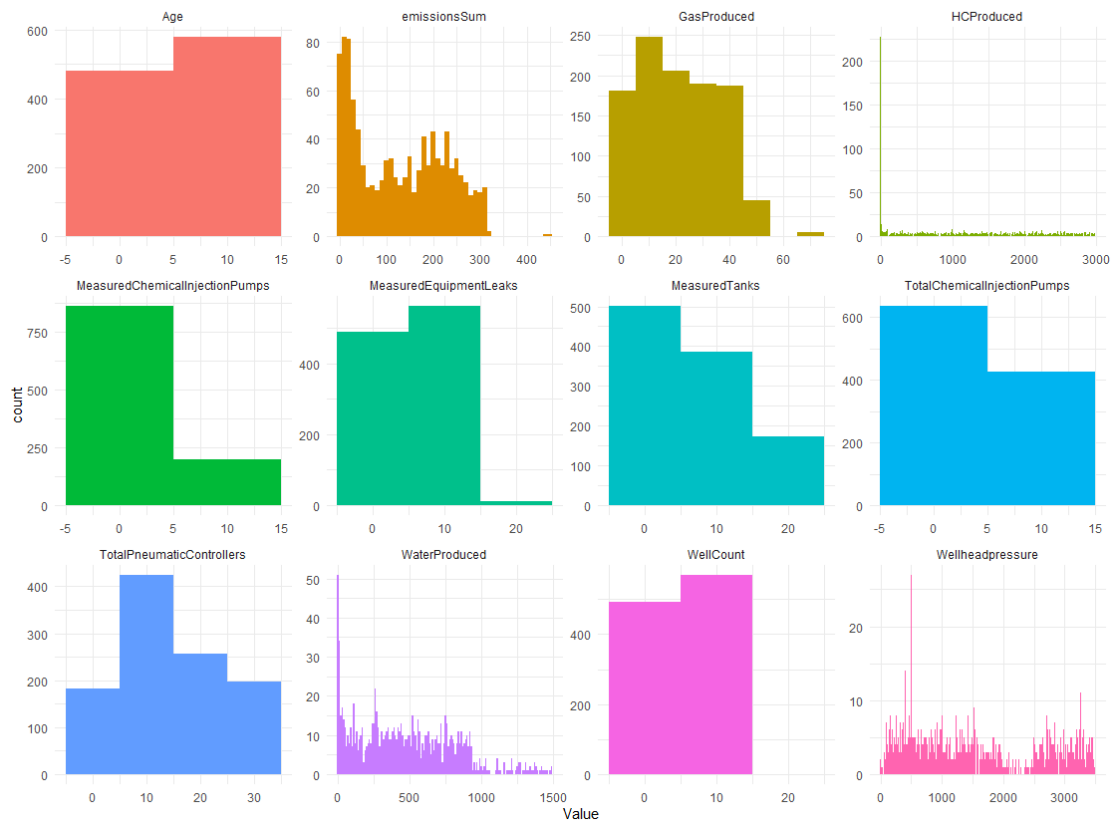 Age
emissionsSum
GasProduced
HCProduced
600
400
200
0
-5 0 5 10 15
80
60
40
20
0
0 100 200 300 400
250
200
150
100
50
0
0 20 40 60
200
150
100
50
0
0 1000 2000 3000
MeasuredChemicalInjectionPumps
MeasuredEquipmentLeaks
MeasuredTanks
TotalChemicalInjectionPumps
count
750
500
250
0
-5 0 5 10 15
400
200
0
0 10 20
500
400
300
200
100
0
0 10 20
600
400
200
0
-5 0 5 10 15
TotalPneumaticControllers
WaterProduced
WellCount
Wellheadpressure
400
300
200
100
0
0 10 20 30
50
40
30
20
10
0
0 500 1000 1500
400
200
0
0 10 20
20
10
0
0 1000 2000 3000
Value